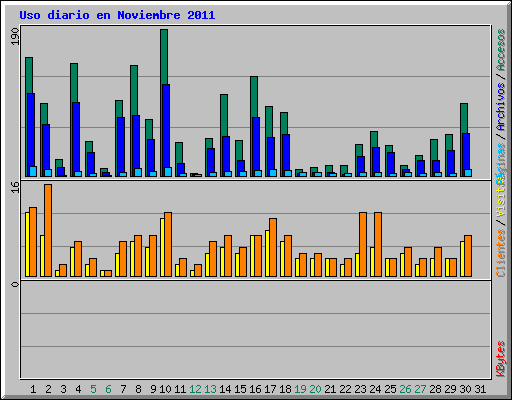 Uso diario en Noviembre 2011
190
16
0
KBytes
Clientes / Visitas
Páginas / Archivos / Accesos
1 2 3 4 5 6 7 8 9 10 11 12 13 14 15 16 17 18 19 20 21 22 23 24 25 26 27 28 29 30 31